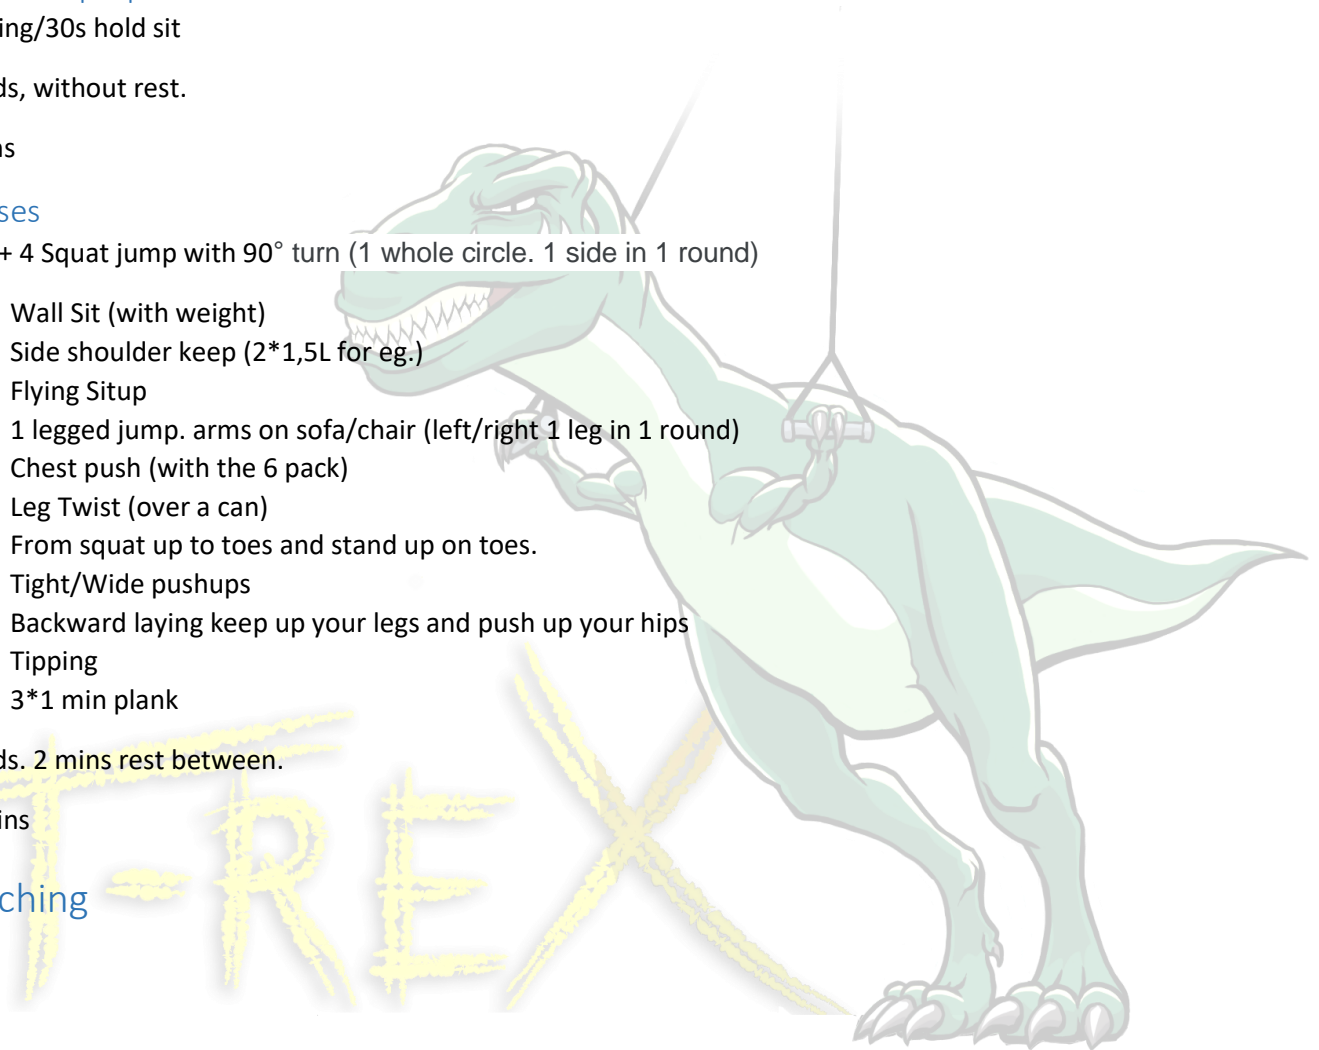 ing/30s hold sit
ds, without rest.
ns
ses
+ 4 Squat jump with 90° turn (1 whole circle. 1 side in 1 round)
Wall Sit (with weight)
Side shoulder keep (2*1,5L for eg.)
Flying Situp
1 legged jump. arms on sofa/chair (left/right 1 leg in 1 round)
Chest push (with the 6 pack)
Leg Twist (over a can)
From squat up to toes and stand up on toes.
Tight/Wide pushups
Backward laying keep up your legs and push up your hips
Tipping
3*1 min plank
ds. 2 mins rest between.
ins
ching
T-REX